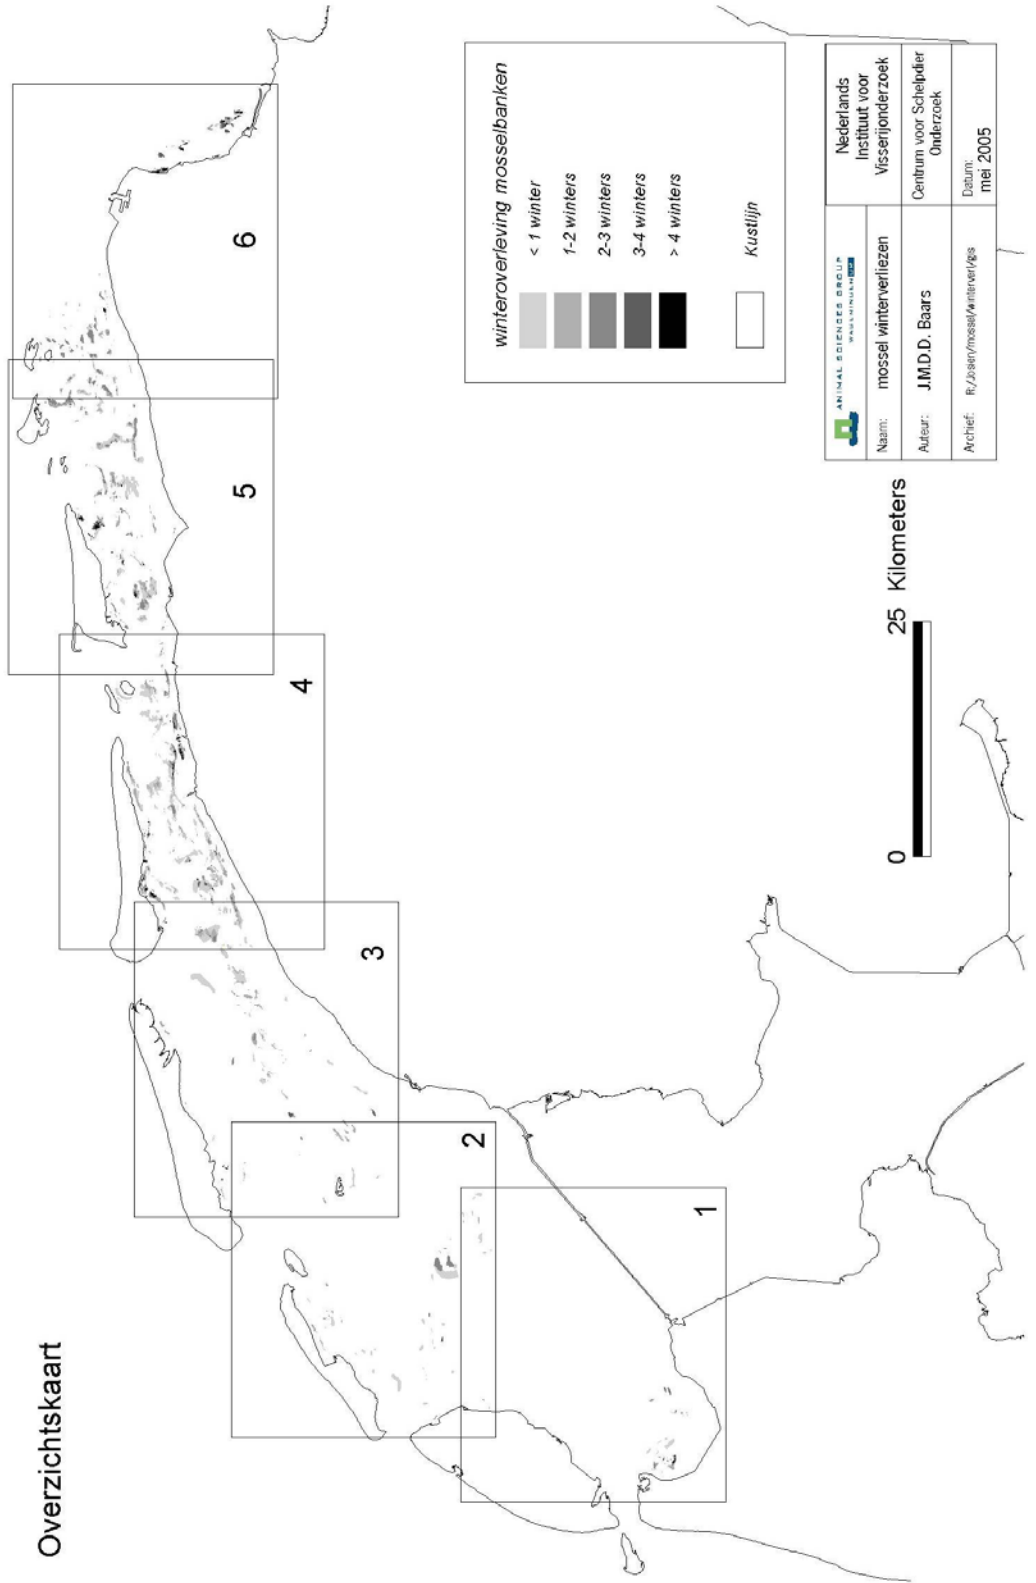 Overzichtskaart
1
2
3
4
5
6
winteroverleving mosselbanken
< 1 winter
1-2 winters
2-3 winters
3-4 winters
> 4 winters
Kustlijn
0
25 Kilometers
ANIMAL SCIENCES GROUP
WAGENINGEN UR
Nederlands
Instituut voor
Visserijonderzoek
Naam: mossel winterverliezen
Centrum voor Schelpdier
Onderzoek
Auteur: J.M.D.D. Baars
Datum:
mei 2005
Archief: R:/Josien/mossel/winterverl/gis